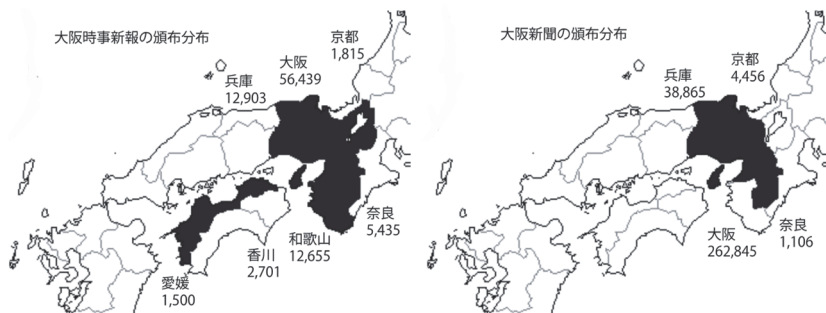 大阪時事新報の頒布分布
京都
1,815
大阪
56,439
兵庫
12,903
奈良
5,435
和歌山
12,655
香川
2,701
愛媛
1,500
大阪新聞の頒布分布
京都
4,456
兵庫
38,865
大阪
262,845
奈良
1,106